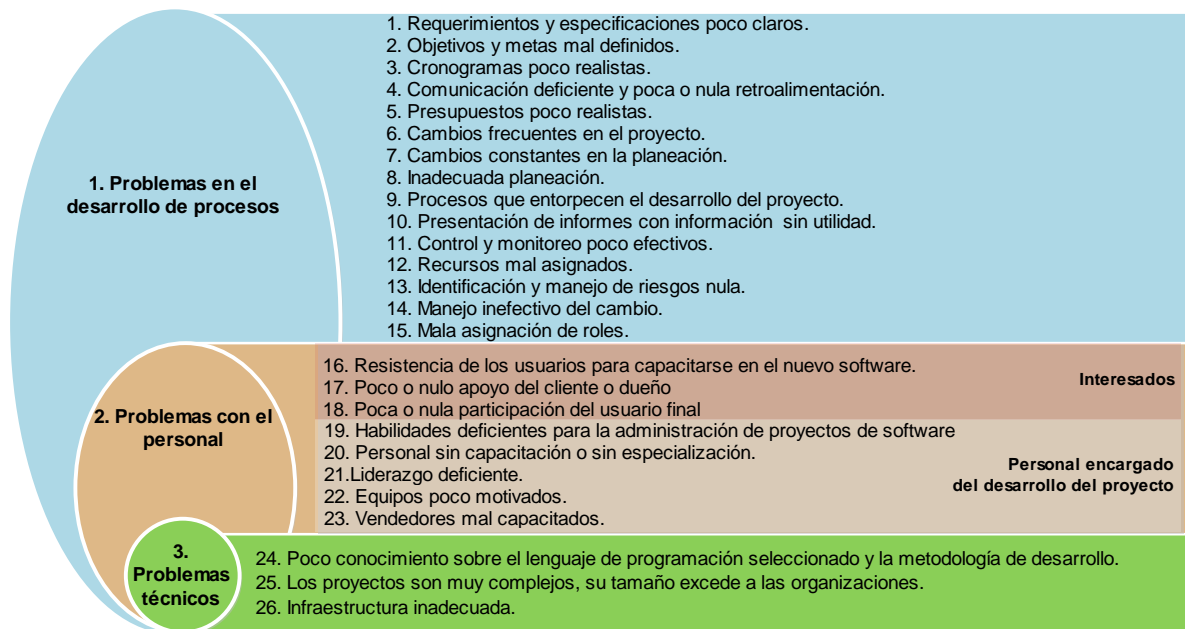 1. Requerimientos y especificaciones poco claros.
2. Objetivos y metas mal definidos.
3. Cronogramas poco realistas.
4. Comunicación deficiente y poca o nula retroalimentación.
5. Presupuestos poco realistas.
6. Cambios frecuentes en el proyecto.
7. Cambios constantes en la planeación.
8. Inadecuada planeación.
9. Procesos que entorpecen el desarrollo del proyecto.
10. Presentación de informes con información sin utilidad.
11. Control y monitoreo poco efectivos.
12. Recursos mal asignados.
13. Identificación y manejo de riesgos nula.
14. Manejo inefectivo del cambio.
15. Mala asignación de roles.
1. Problemas en el
desarrollo de procesos
16. Resistencia de los usuarios para capacitarse en el nuevo software.
17. Poco o nulo apoyo del cliente o dueño
18. Poca o nula participación del usuario final
Interesados
2. Problemas con el
personal
19. Habilidades deficientes para la administración de proyectos de software
20. Personal sin capacitación o sin especialización.
21.Liderazgo deficiente.
22. Equipos poco motivados.
23. Vendedores mal capacitados.
Personal encargado
del desarrollo del proyecto
3.
Problemas
técnicos
24. Poco conocimiento sobre el lenguaje de programación seleccionado y la metodología de desarrollo.
25. Los proyectos son muy complejos, su tamaño excede a las organizaciones.
26. Infraestructura inadecuada.